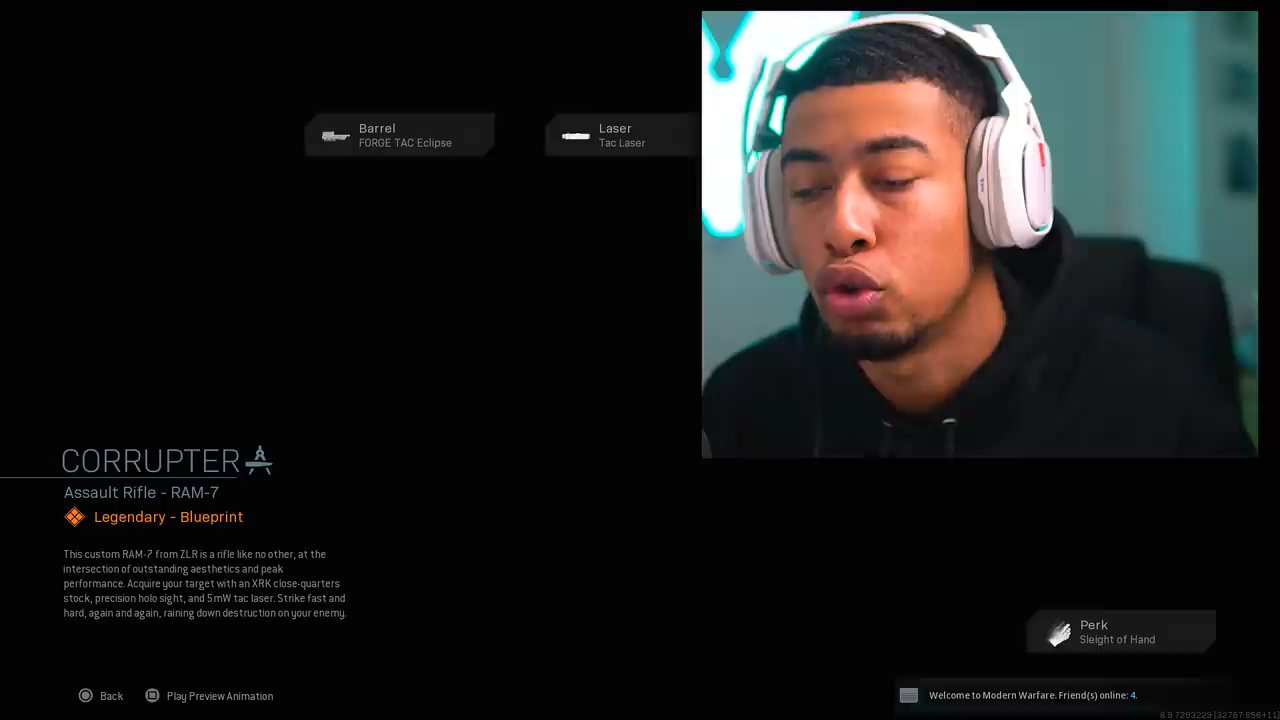 Barrel
FORGE TAC Eclipse
Laser
Tac Laser
CORRUPTER
Assault Rifle - RAM-7
Legendary - Blueprint
This custom RAM-7 from ZLR is a rifle like no other, at the
intersection of outstanding aesthetics and peak
performance. Acquire your target with an XRK close-quarters
stock, precision holo sight, and 5mW tac laser. Strike fast and
hard, again and again, raining down destruction on your enemy.
Perk
Sleight of Hand
Back
Play Preview Animation
Welcome to Modern Warfare. Friend(s) online: 4.